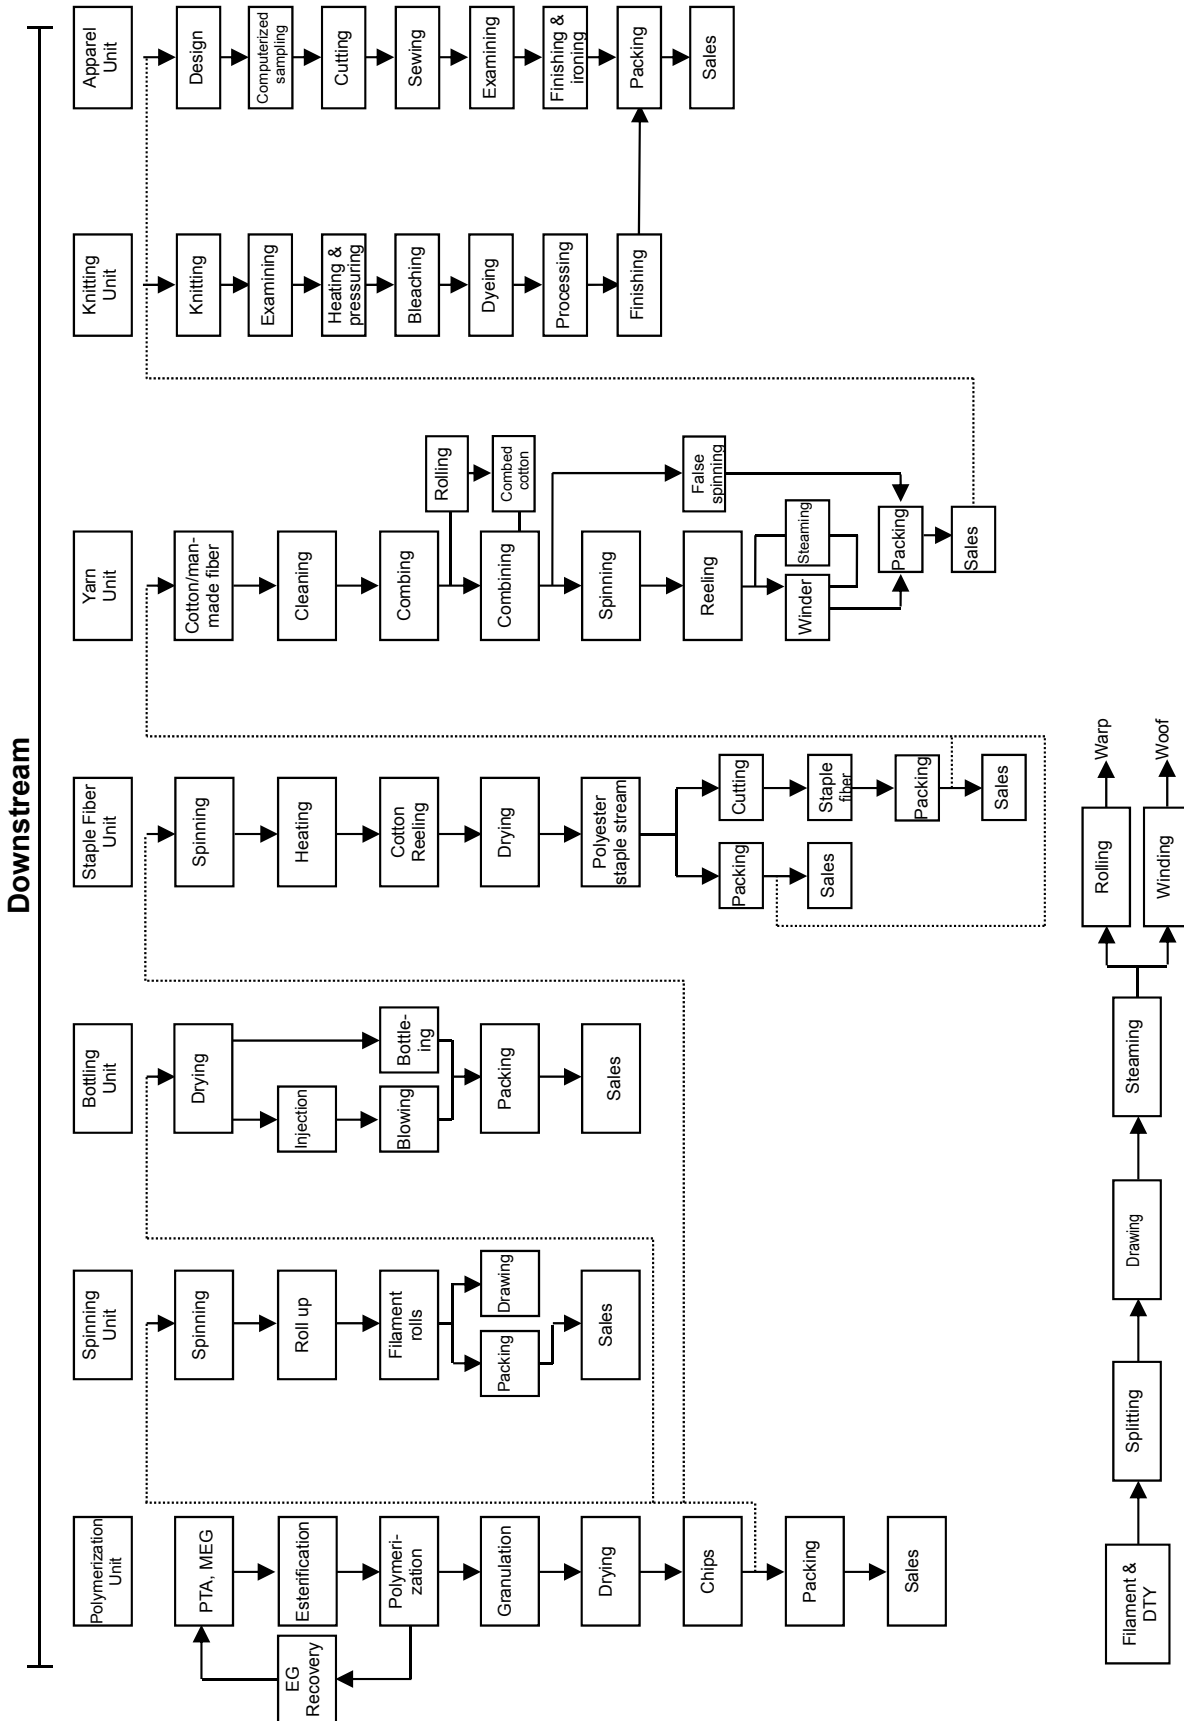 Downstream
Polymerization
Unit
PTA, MEG
Esterification
Polymeri-
zation
EG
Recovery
Granulation
Drying
Chips
Packing
Sales
Spinning
Unit
Spinning
Roll up
Filament
rolls
Packing
Drawing
Sales
Bottling
Unit
Drying
Injection
Blowing
Bottle-
ing
Packing
Sales
Staple Fiber
Unit
Spinning
Heating
Cotton
Reeling
Drying
Polyester
staple stream
Packing
Sales
Cutting
Staple
fiber
Packing
Sales
Yarn
Unit
Cotton/man-
made fiber
Cleaning
Combing
Rolling
Combed
cotton
Combining
Spinning
False
spinning
Reeling
Winder
Steaming
Packing
Sales
Knitting
Unit
Knitting
Examining
Heating &
pressuring
Bleaching
Dyeing
Processing
Finishing
Apparel
Unit
Design
Computerized
sampling
Cutting
Sewing
Examining
Finishing &
ironing
Packing
Sales
Filament &
DTY
Splitting
Drawing
Steaming
Rolling
Warp
Winding
Woof